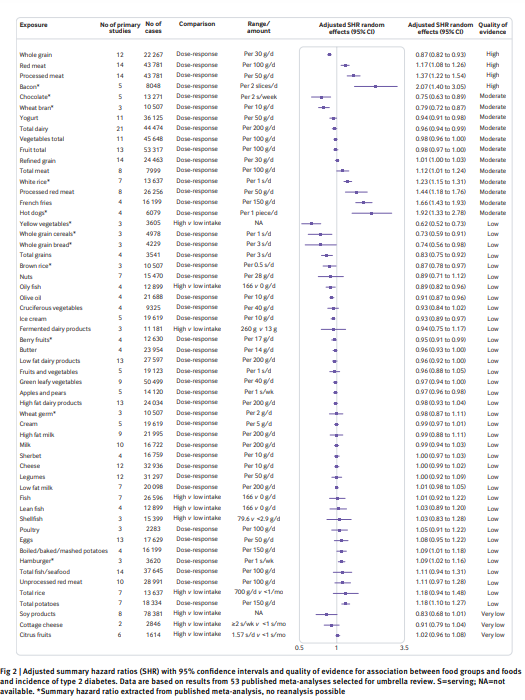 Exposure No of primary studies No of cases Comparison Range/amount Adjusted SHR random effects (95% CI) Adjusted SHR random effects (95% CI) Quality of evidence
Whole grain 12 22 267 Dose-response Per 30 g/d 0.87 (0.82 to 0.93) High
Red meat 14 43 781 Dose-response Per 100 g/d 1.17 (1.08 to 1.26) High
Processed meat 14 43 781 Dose-response Per 50 g/d 1.37 (1.22 to 1.54) High
Bacon* 5 8048 Dose-response Per 2 slices/d 2.07 (1.40 to 3.05) High
Chocolate* 5 13 271 Dose-response Per 2 s/week 0.75 (0.63 to 0.89) Moderate
Wheat bran* 3 10 507 Dose-response Per 10 g/d 0.79 (0.72 to 0.87) Moderate
Yogurt 11 36 125 Dose-response Per 50 g/d 0.94 (0.91 to 0.98) Moderate
Total dairy 21 44 474 Dose-response Per 200 g/d 0.96 (0.94 to 0.99) Moderate
Vegetables total 11 45 648 Dose-response Per 100 g/d 0.98 (0.96 to 1.00) Moderate
Fruit total 13 53 317 Dose-response Per 100 g/d 0.98 (0.97 to 1.00) Moderate
Refined grain 14 24 463 Dose-response Per 30 g/d 1.01 (1.00 to 1.03) Moderate
Total meat 8 7999 Dose-response Per 100 g/d 1.12 (1.01 to 1.24) Moderate
White rice* 7 13 637 Dose-response Per 1 s/d 1.23 (1.15 to 1.31) Moderate
Processed red meat 8 26 256 Dose-response Per 50 g/d 1.44 (1.18 to 1.76) Moderate
French fries 4 16 199 Dose-response Per 150 g/d 1.66 (1.43 to 1.93) Moderate
Hot dogs* 4 6079 Dose-response Per 1 piece/d 1.92 (1.33 to 2.78) Moderate
Yellow vegetables* 3 3605 High v low intake NA 0.62 (0.52 to 0.73) Low
Whole grain cereals* 3 4978 Dose-response Per 1 s/d 0.73 (0.59 to 0.91) Low
Whole grain bread* 3 4229 Dose-response Per 3 s/d 0.74 (0.56 to 0.98) Low
Total grains 4 3541 Dose-response Per 3 s/d 0.83 (0.75 to 0.92) Low
Brown rice* 3 10 507 Dose-response Per 0.5 s/d 0.87 (0.78 to 0.97) Low
Nuts 7 15 470 Dose-response Per 28 g/d 0.89 (0.71 to 1.12) Low
Oily fish 4 12 899 High v low intake 166 v 0 g/d 0.89 (0.82 to 0.96) Low
Olive oil 4 21 688 Dose-response Per 10 g/d 0.91 (0.87 to 0.96) Low
Cruciferous vegetables 4 9325 Dose-response Per 40 g/d 0.93 (0.84 to 1.02) Low
Ice cream 5 19 619 Dose-response Per 10 g/d 0.93 (0.89 to 0.97) Low
Fermented dairy products 3 11 181 High v low intake 260 g v 13 g 0.94 (0.75 to 1.17) Low
Berry fruits* 4 12 630 Dose-response Per 17 g/d 0.95 (0.91 to 0.99) Low
Butter 4 23 954 Dose-response Per 14 g/d 0.96 (0.93 to 1.00) Low
Low fat dairy products 13 27 597 Dose-response Per 200 g/d 0.96 (0.92 to 1.00) Low
Fruits and vegetables 5 19 123 Dose-response Per 1 s/d 0.96 (0.88 to 1.05) Low
Green leafy vegetables 9 50 499 Dose-response Per 40 g/d 0.97 (0.94 to 1.00) Low
Apples and pears 5 14 120 Dose-response Per 1 s/wk 0.97 (0.96 to 0.98) Low
High fat dairy products 13 24 034 Dose-response Per 200 g/d 0.98 (0.93 to 1.04) Low
Wheat germ* 3 10 507 Dose-response Per 2 g/d 0.98 (0.87 to 1.11) Low
Cream 5 19 619 Dose-response Per 5 g/d 0.99 (0.97 to 1.01) Low
High fat milk 9 21 995 Dose-response Per 200 g/d 0.99 (0.88 to 1.11) Low
Milk 10 16 722 Dose-response Per 200 g/d 0.99 (0.94 to 1.03) Low
Sherbet 4 16 759 Dose-response Per 10 g/d 1.00 (0.97 to 1.03) Low
Cheese 12 32 936 Dose-response Per 10 g/d 1.00 (0.99 to 1.02) Low
Legumes 12 31 297 Dose-response Per 50 g/d 1.00 (0.92 to 1.09) Low
Low fat milk 7 20 098 Dose-response Per 200 g/d 1.01 (0.98 to 1.05) Low
Fish 7 26 596 High v low intake 166 v 0 g/d 1.01 (0.92 to 1.22) Low
Lean fish 4 12 899 High v low intake 166 v 0 g/d 1.03 (0.89 to 1.20) Low
Shellfish 3 15 399 High v low intake 79.6 v <2.9 g/d 1.03 (0.83 to 1.28) Low
Poultry 3 2283 Dose-response Per 100 g/d 1.05 (0.91 to 1.22) Low
Eggs 13 17 629 Dose-response Per 50 g/d 1.08 (0.95 to 1.22) Low
Boiled/baked/mashed potatoes 4 16 199 Dose-response Per 150 g/d 1.09 (1.01 to 1.18) Low
Hamburger* 3 3620 High v low intake Per 1 s/wk 1.09 (1.02 to 1.16) Low
Total fish/seafood 14 37 645 Dose-response Per 100 g/d 1.11 (0.94 to 1.31) Low
Unprocessed red meat 10 28 991 Dose-response Per 100 g/d 1.11 (0.97 to 1.28) Low
Total rice 7 13 637 High v low intake 700 g/d v <1/mo 1.18 (0.94 to 1.48) Low
Total potatoes 7 18 334 Dose-response Per 150 g/d 1.18 (1.10 to 1.27) Low
Soy products 8 78 381 High v low intake NA 0.83 (0.68 to 1.01) Very low
Cottage cheese 2 2846 High v low intake ≥2 s/wk v <1 s/mo 0.91 (0.79 to 1.04) Very low
Citrus fruits 6 1614 High v low intake 1.57 s/d v <1 s/mo 1.02 (0.96 to 1.08) Very low
0.5 1 3.5
Fig 2 | Adjusted summary hazard ratios (SHR) with 95% confidence intervals and quality of evidence for association between food groups and foods
and incidence of type 2 diabetes. Data are based on results from 53 published meta-analyses selected for umbrella review. S=serving; NA=not
available. *Summary hazard ratio extracted from published meta-analysis, no reanalysis possible